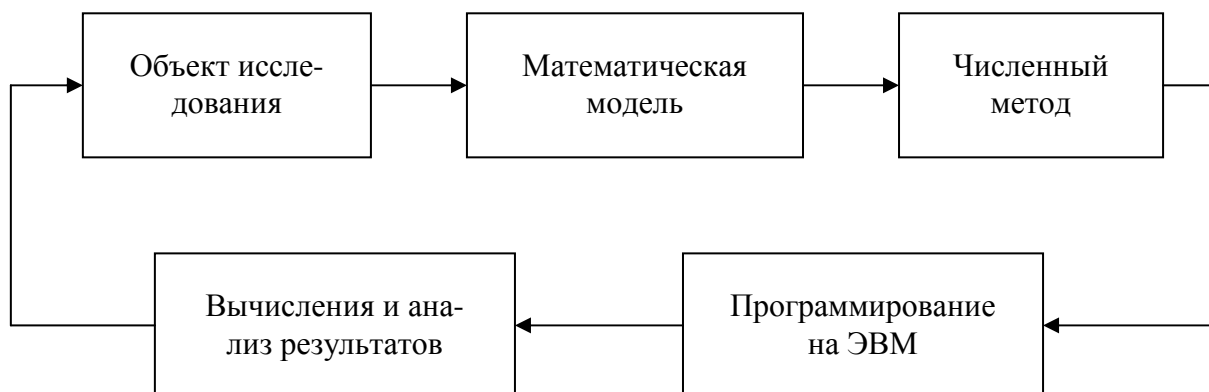 Объект иссле-
дования
Математическая
модель
Численный
метод
Вычисления и ана-
лиз результатов
Программирование
на ЭВМ